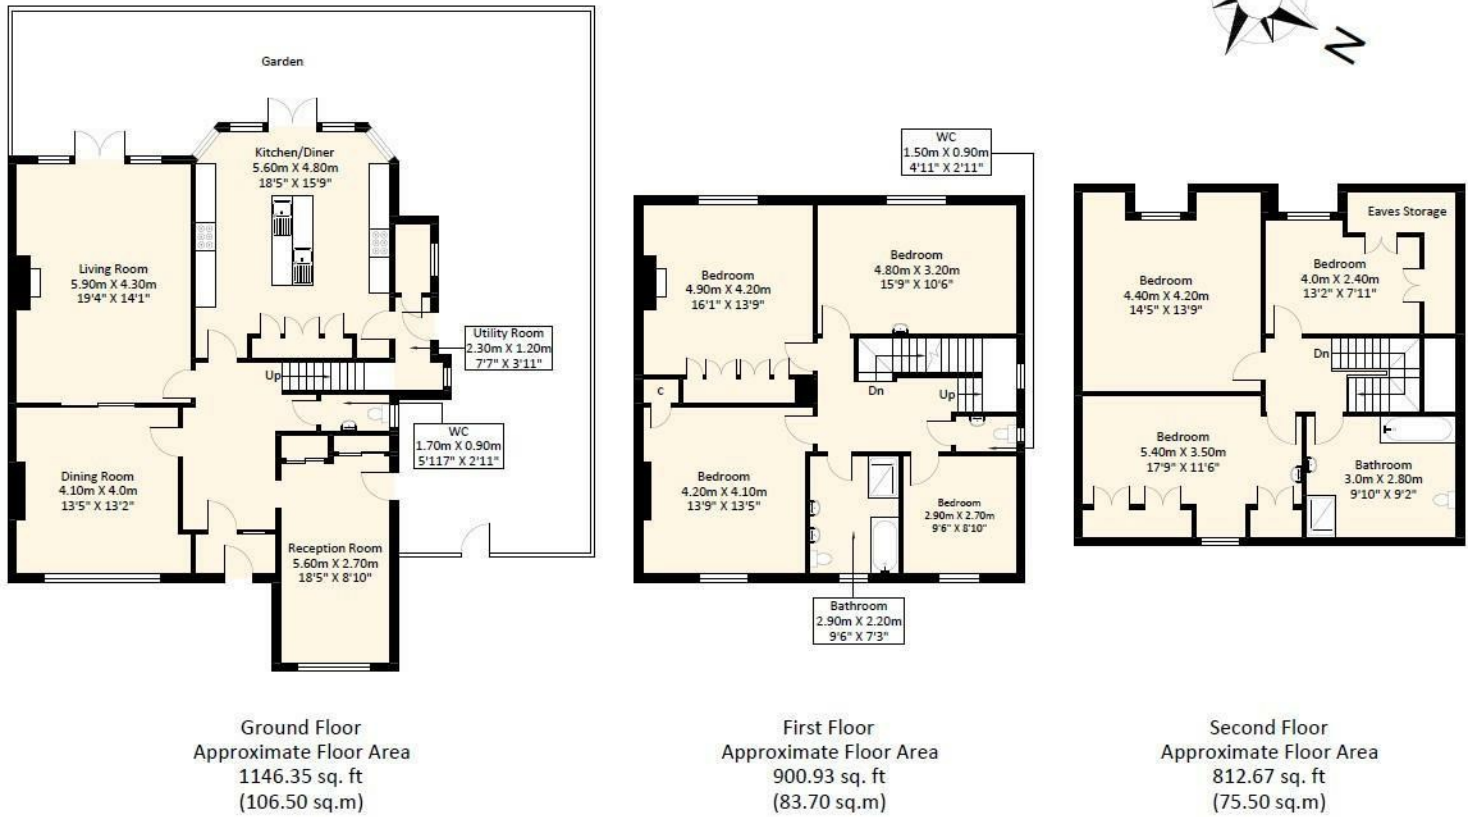 N
Garden
Kitchen/Diner
5.60m X 4.80m
18'5" X 15'9"
Living Room
5.90m X 4.30m
19'4" X 14'1"
Utility Room
2.30m X 1.20m
7'7" X 3'11"
Up
WC
1.70m X 0.90m
5'117" X 2'11"
Dining Room
4.10m X 4.0m
13'5" X 13'2"
Reception Room
5.60m X 2.70m
18'5" X 8'10"
Ground Floor
Approximate Floor Area
1146.35 sq. ft
(106.50 sq.m)
WC
1.50m X 0.90m
4'11" X 2'11"
Bedroom
4.90m X 4.20m
16'1" X 13'9"
Bedroom
4.80m X 3.20m
15'9" X 10'6"
C
Dn
Up
Bedroom
4.20m X 4.10m
13'9" X 13'5"
Bedroom
2.90m X 2.70m
9'6" X 8'10"
Bathroom
2.90m X 2.20m
9'6" X 7'3"
First Floor
Approximate Floor Area
900.93 sq. ft
(83.70 sq.m)
Eaves Storage
Bedroom
4.40m X 4.20m
14'5" X 13'9"
Bedroom
4.0m X 2.40m
13'2" X 7'11"
Dn
Bedroom
5.40m X 3.50m
17'9" X 11'6"
Bathroom
3.0m X 2.80m
9'10" X 9'2"
Second Floor
Approximate Floor Area
812.67 sq. ft
(75.50 sq.m)